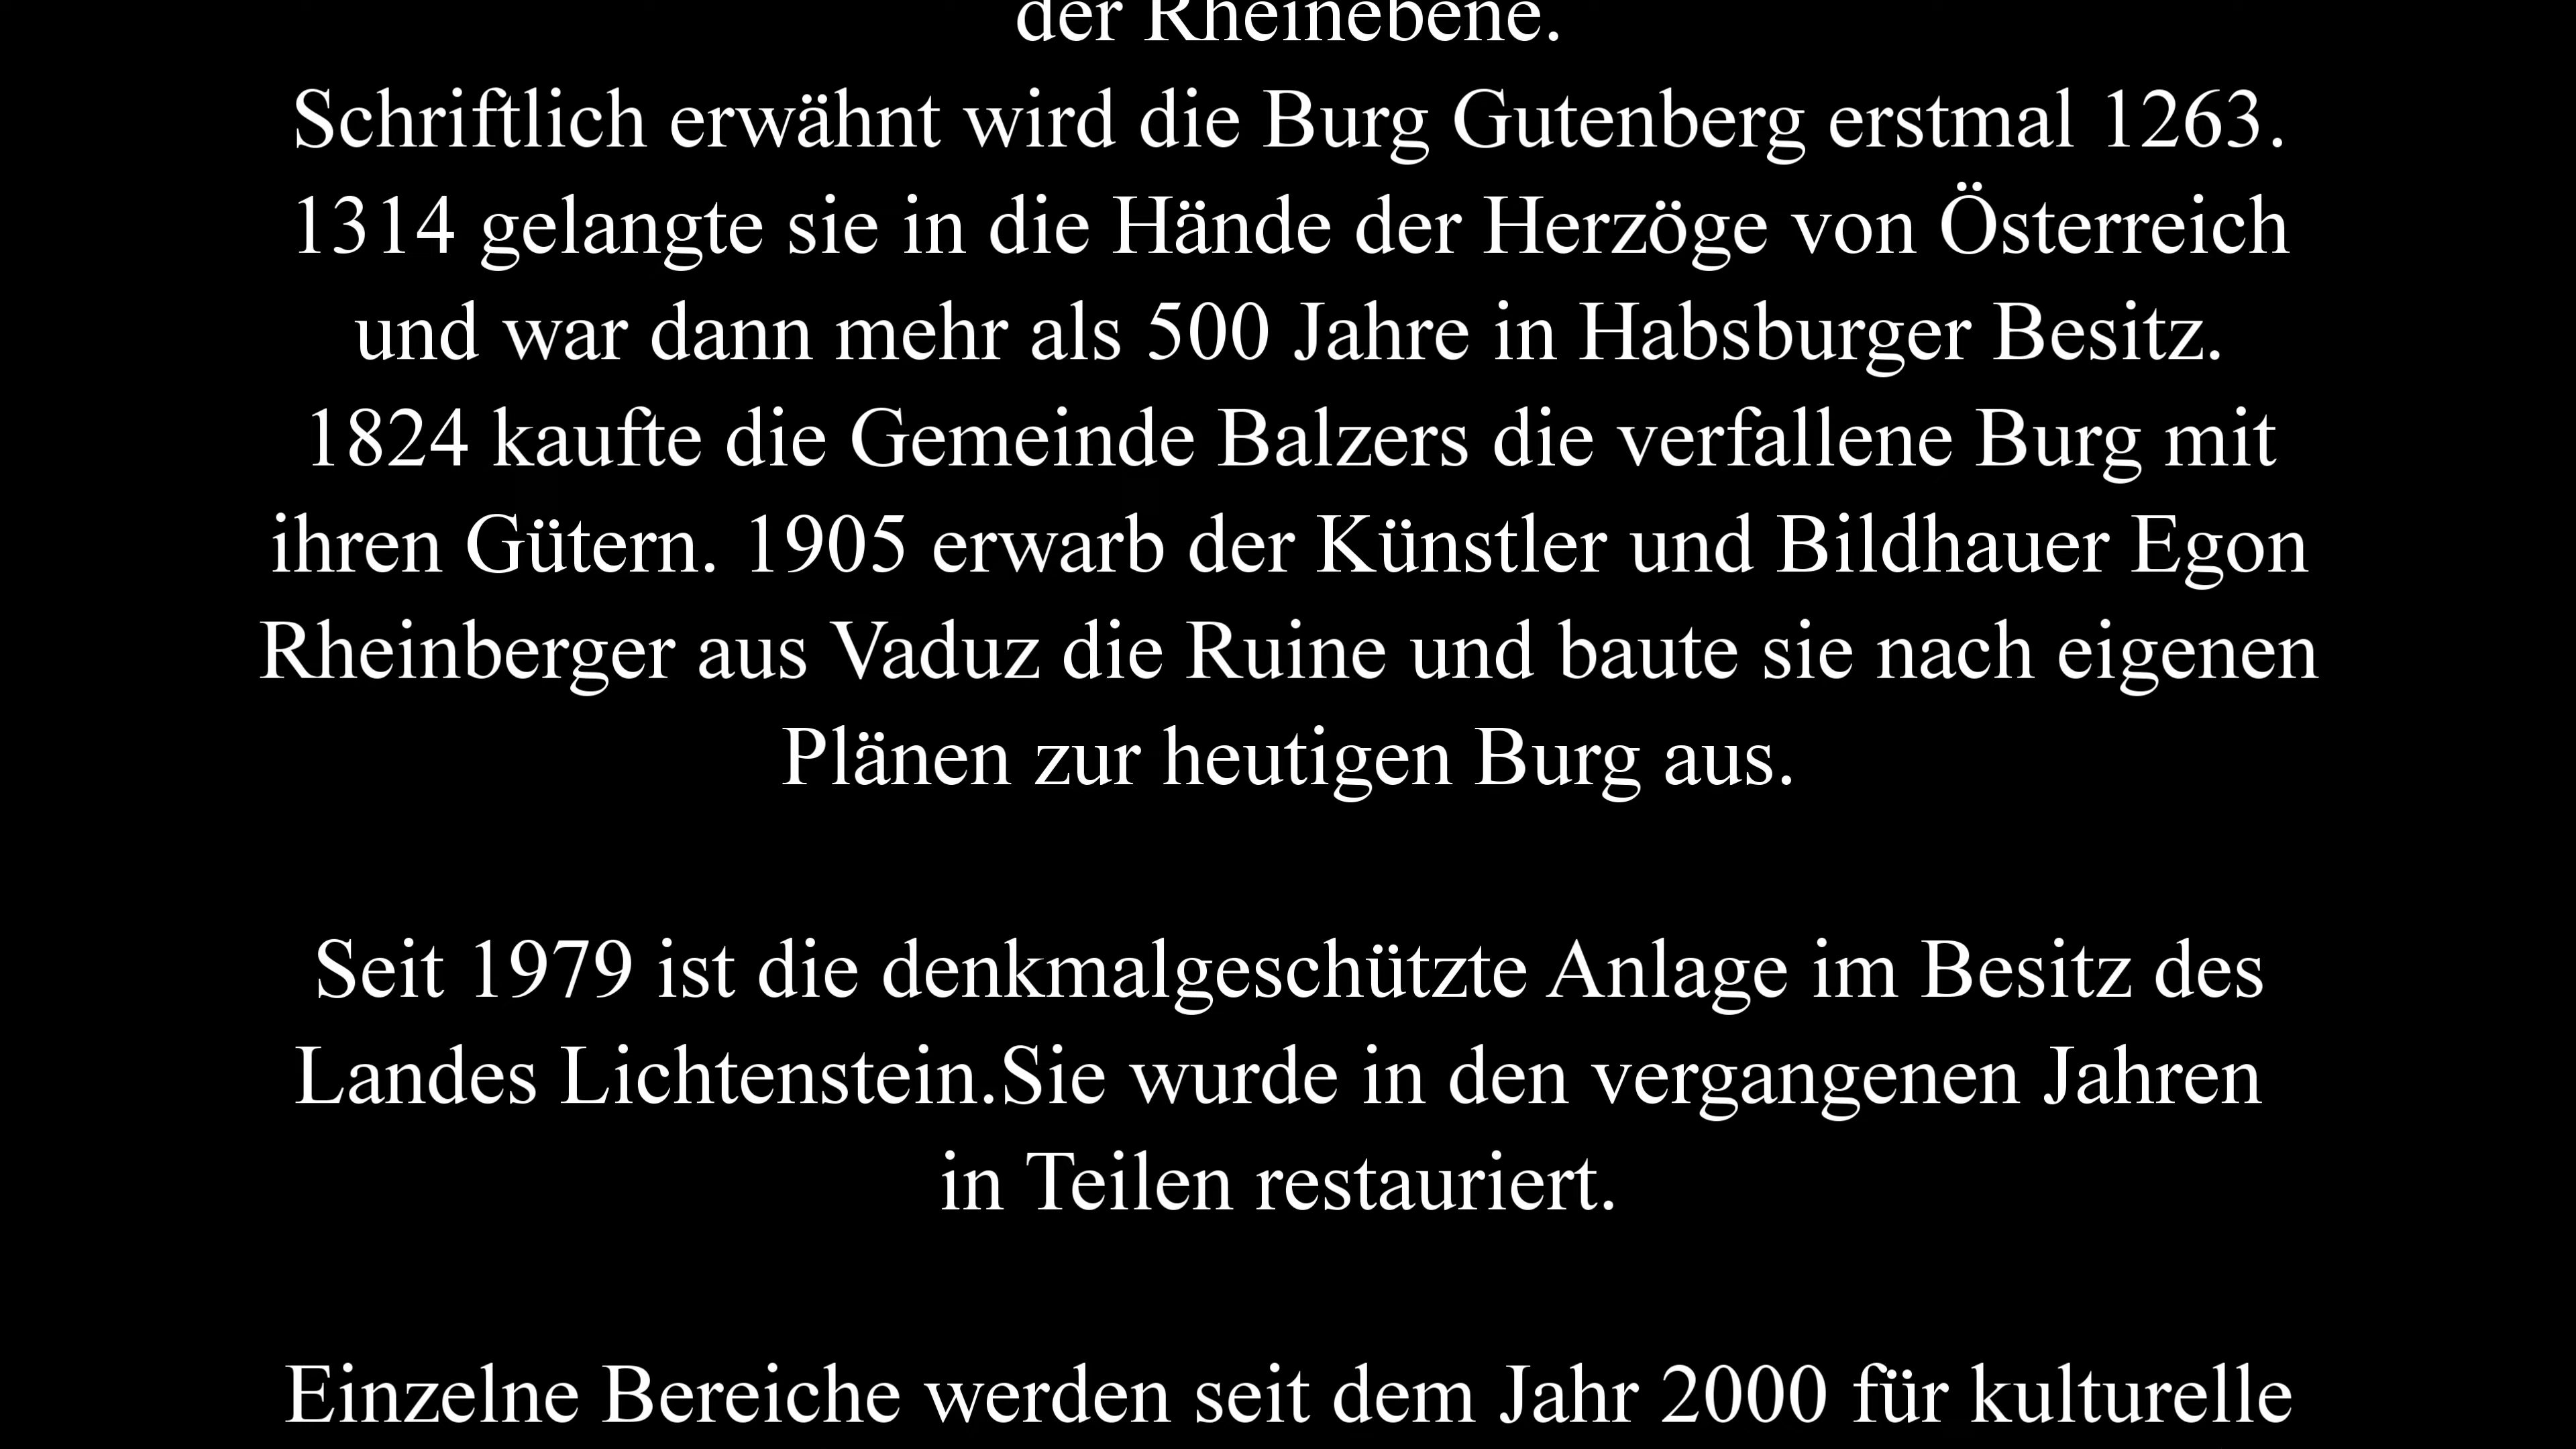 der Rheinebene.
Schriftlich erwähnt wird die Burg Gutenberg erstmal 1263.
1314 gelangte sie in die Hände der Herzöge von Österreich
und war dann mehr als 500 Jahre in Habsburger Besitz.
1824 kaufte die Gemeinde Balzers die verfallene Burg mit
ihren Gütern. 1905 erwarb der Künstler und Bildhauer Egon
Rheinberger aus Vaduz die Ruine und baute sie nach eigenen
Plänen zur heutigen Burg aus.
Seit 1979 ist die denkmalgeschützte Anlage im Besitz des
Landes Lichtenstein.Sie wurde in den vergangenen Jahren
in Teilen restauriert.
Einzelne Bereiche werden seit dem Jahr 2000 für kulturelle